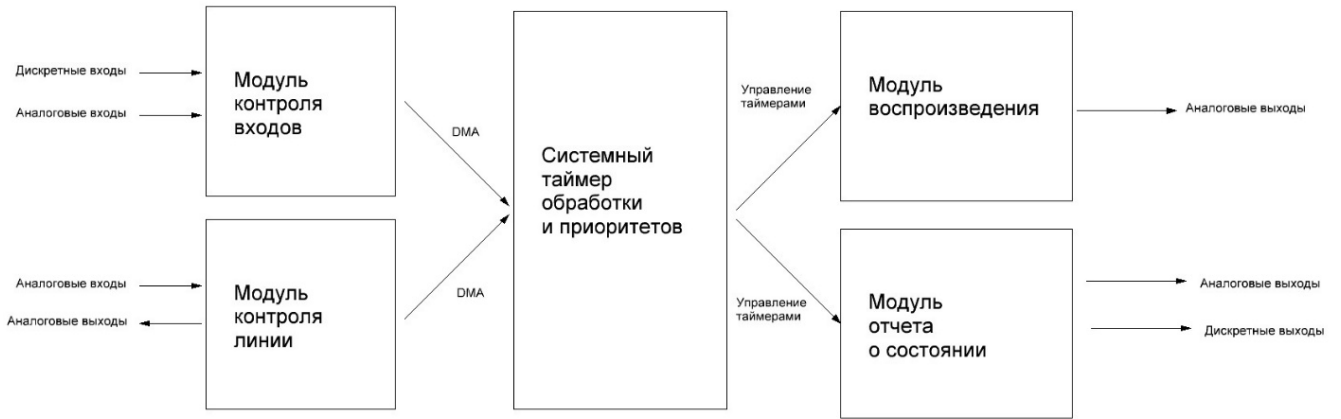 Дискретные входы
Аналоговые входы
Модуль
контроля
входов
DMA
Аналоговые входы
Аналоговые выходы
Модуль
контроля
линии
DMA
Системный
таймер
обработки
и приоритетов
Управление
таймерами
Модуль
воспроизведения
Аналоговые выходы
Управление
таймерами
Модуль
отчета
о состоянии
Аналоговые выходы
Дискретные выходы